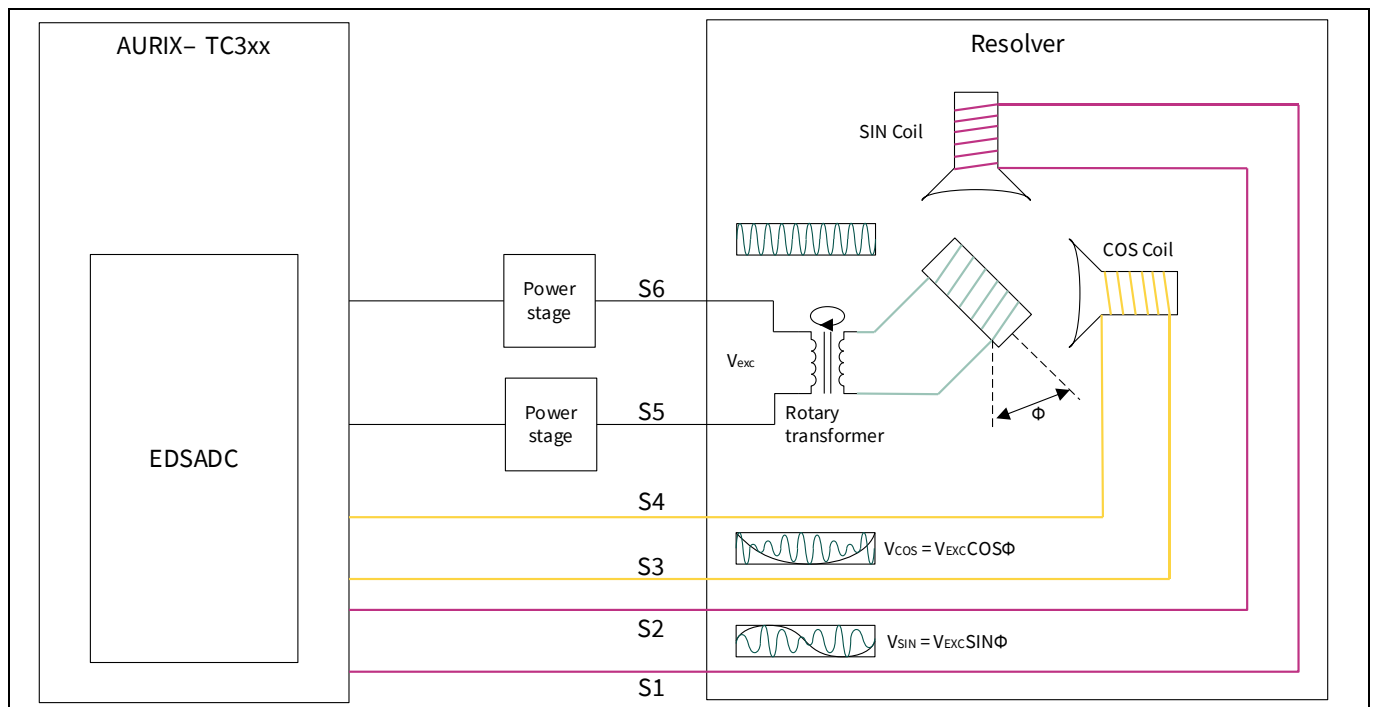 AURIX– TC3xx
Resolver
SIN Coil
COS Coil
Power
stage
S6
Vexc
Power
stage
S5
Rotary
transformer
Φ
EDSADC
S4
VCOS = VEXCCOSΦ
S3
S2
VSIN = VEXCSINΦ
S1